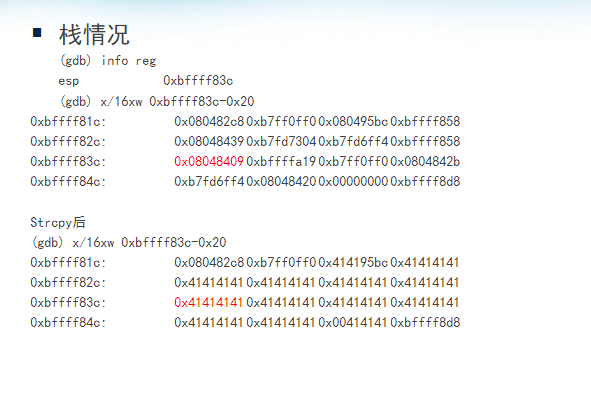 栈情况
(gdb) info reg
esp 0xbffff83c
(gdb) x/16xw 0xbffff83c-0x20
0xbffff81c: 0x080482c8 0xb7ff0ff0 0x080495bc 0xbffff858
0xbffff82c: 0x08048439 0xb7fd7304 0xb7fd6ff4 0xbffff858
0xbffff83c: 0x08048409 0xbffffa19 0xb7ff0ff0 0x0804842b
0xbffff84c: 0xb7fd6ff4 0x08048420 0x00000000 0xbffff8d8
Strcpy后
(gdb) x/16xw 0xbffff83c-0x20
0xbffff81c: 0x080482c8 0xb7ff0ff0 0x414195bc 0x41414141
0xbffff82c: 0x41414141 0x41414141 0x41414141 0x41414141
0xbffff83c: 0x41414141 0x41414141 0x41414141 0x41414141
0xbffff84c: 0x41414141 0x41414141 0x00414141 0xbffff8d8